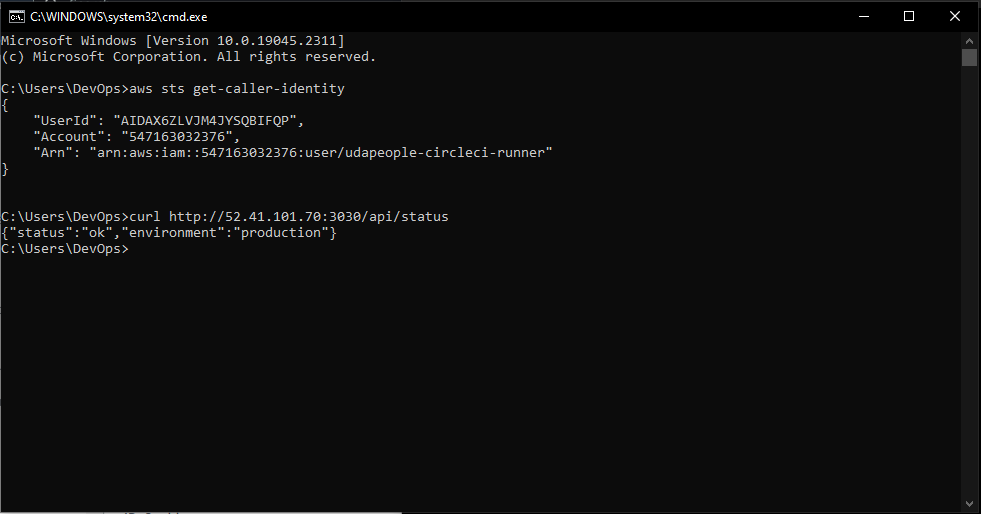 C:\WINDOWS\system32\cmd.exe
Microsoft Windows [Version 10.0.19045.2311]
(c) Microsoft Corporation. All rights reserved.
C:\Users\DevOps>aws sts get-caller-identity
{
    "UserId": "AIDAX6ZLVJM4JYSQBIFQP",
    "Account": "547163032376",
    "Arn": "arn:aws:iam::547163032376:user/udapeople-circleci-runner"
}
C:\Users\DevOps>curl http://52.41.101.70:3030/api/status
{"status":"ok","environment":"production"}
C:\Users\DevOps>